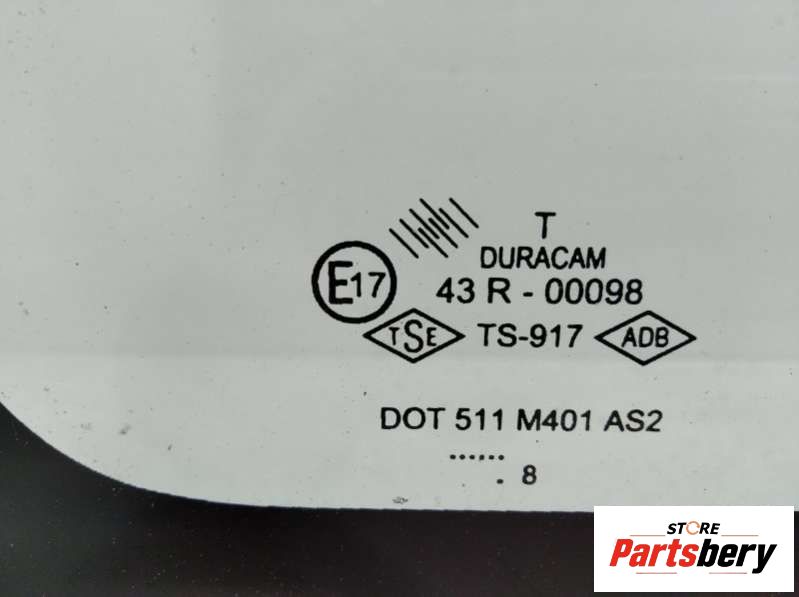 T
DURACAM
E17 43 R - 00098
TSE TS-917 ADB
DOT 511 M401 AS2
......
. 8
STORE
Partsbery